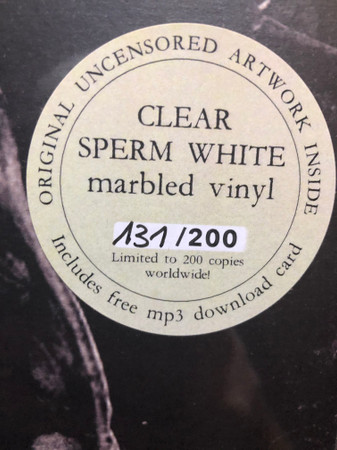 ORIGINAL UNCENSORED ARTWORK INSIDE
CLEAR
SPERM WHITE
marbled vinyl
131/200
Limited to 200 copies
worldwide!
Includes free mp3 download card